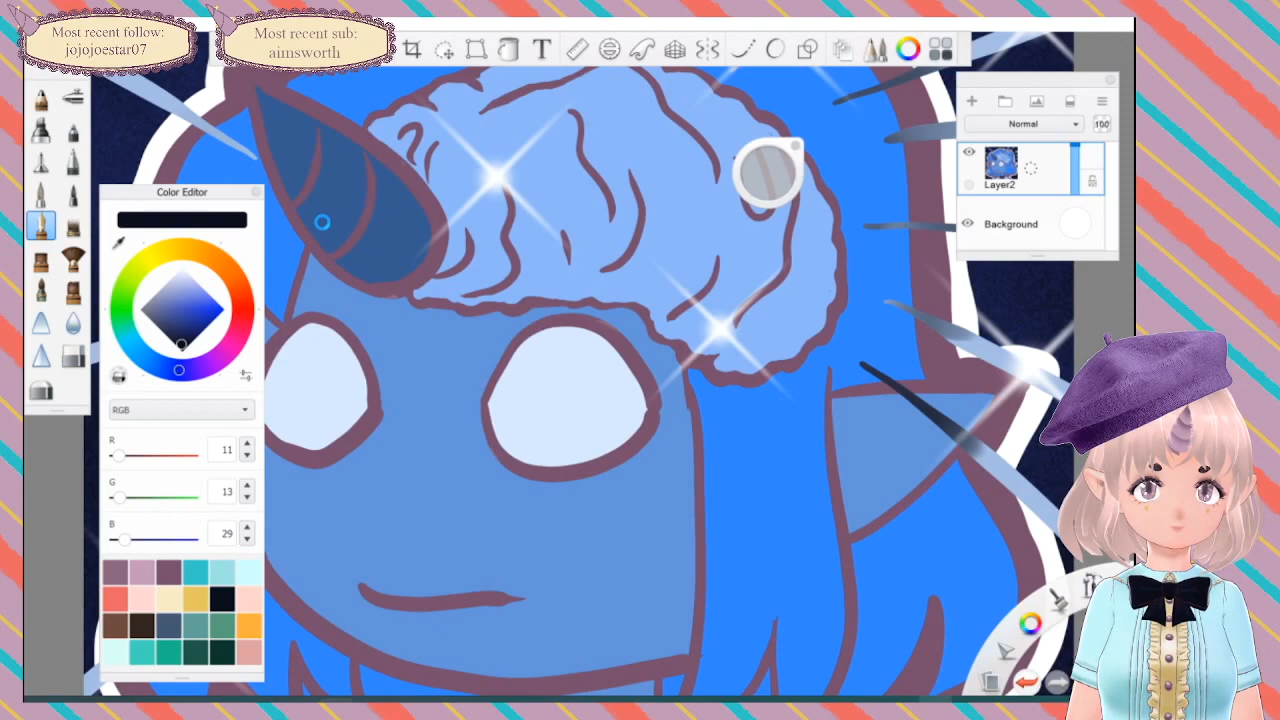 Most recent follow:
jojojoestar07
Most recent sub:
aimsworth
T
Normal
100
Layer2
Background
Color Editor
RGB
R
11
G
13
B
29